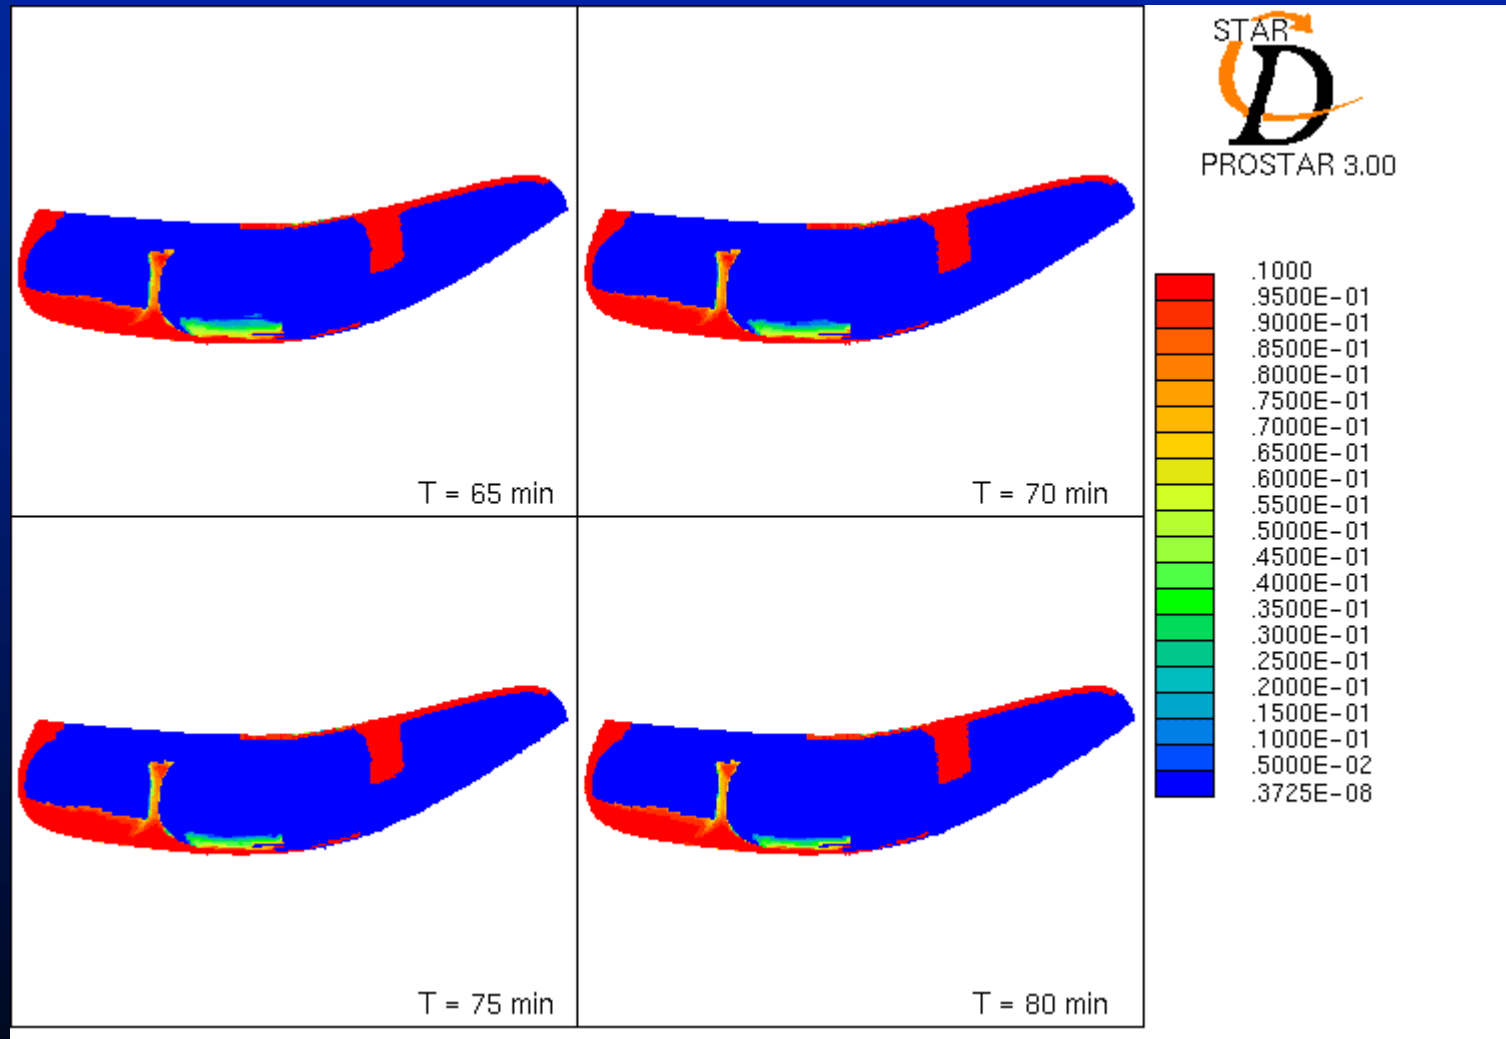 STAR
D
PROSTAR 3.00
T = 65 min
T = 70 min
T = 75 min
T = 80 min
.1000
.9500E-01
.9000E-01
.8500E-01
.8000E-01
.7500E-01
.7000E-01
.6500E-01
.6000E-01
.5500E-01
.5000E-01
.4500E-01
.4000E-01
.3500E-01
.3000E-01
.2500E-01
.2000E-01
.1500E-01
.1000E-01
.5000E-02
.3725E-08